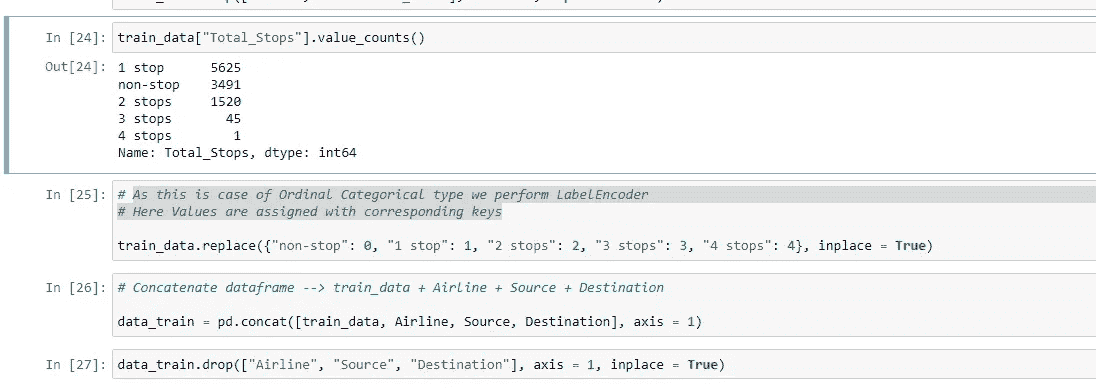 In [24]: train_data["Total_Stops"].value_counts()
Out[24]: 1 stop      5625
non-stop    3491
2 stops     1520
3 stops       45
4 stops        1
Name: Total_Stops, dtype: int64
In [25]: # As this is case of Ordinal Categorical type we perform LabelEncoder
# Here Values are assigned with corresponding keys
train_data.replace({"non-stop": 0, "1 stop": 1, "2 stops": 2, "3 stops": 3, "4 stops": 4}, inplace = True)
In [26]: # Concatenate dataframe --> train_data + Airline + Source + Destination
data_train = pd.concat([train_data, Airline, Source, Destination], axis = 1)
In [27]: data_train.drop(["Airline", "Source", "Destination"], axis = 1, inplace = True)